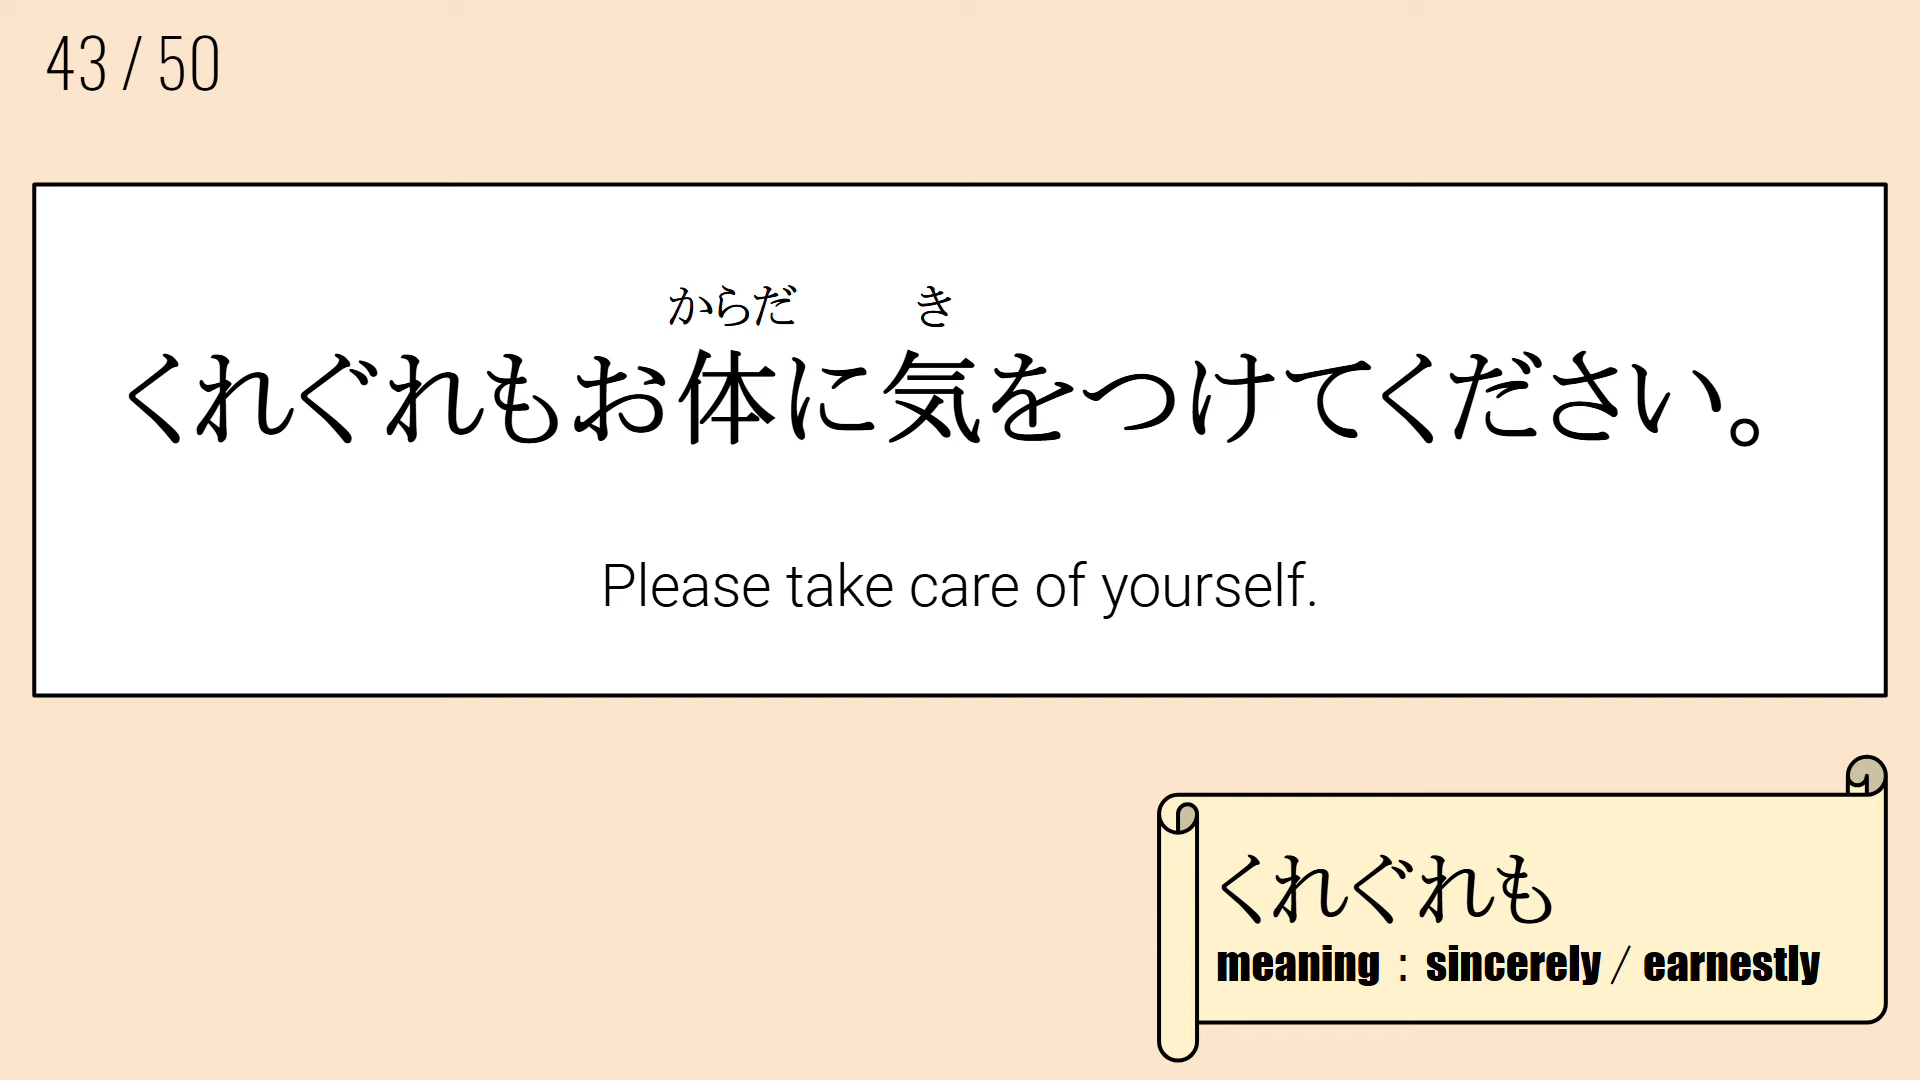 43 / 50
からだ き
くれぐれもお体に気をつけてください。
Please take care of yourself.
くれぐれも
meaning : sincerely / earnestly